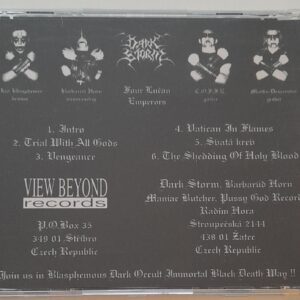 DARK STORM
Four Lučan
Emperors
1. Intro
2. Trial With All Gods
3. Vengeance
4. Vatican In Flames
5. Svatá krev
6. The Shedding Of Holy Blood
VIEW BEYOND
records
P.O.Box 35
349 01 Stříbro
Czech Republic
Dark Storm, Barbarüd Horn
Maniac Butcher, Pussy God Records
Radim Hora
Stroupečská 2144
438 01 Žatec
Czech Republic
Join us in Blasphemous Dark Occult Immortal Black Death Way !!